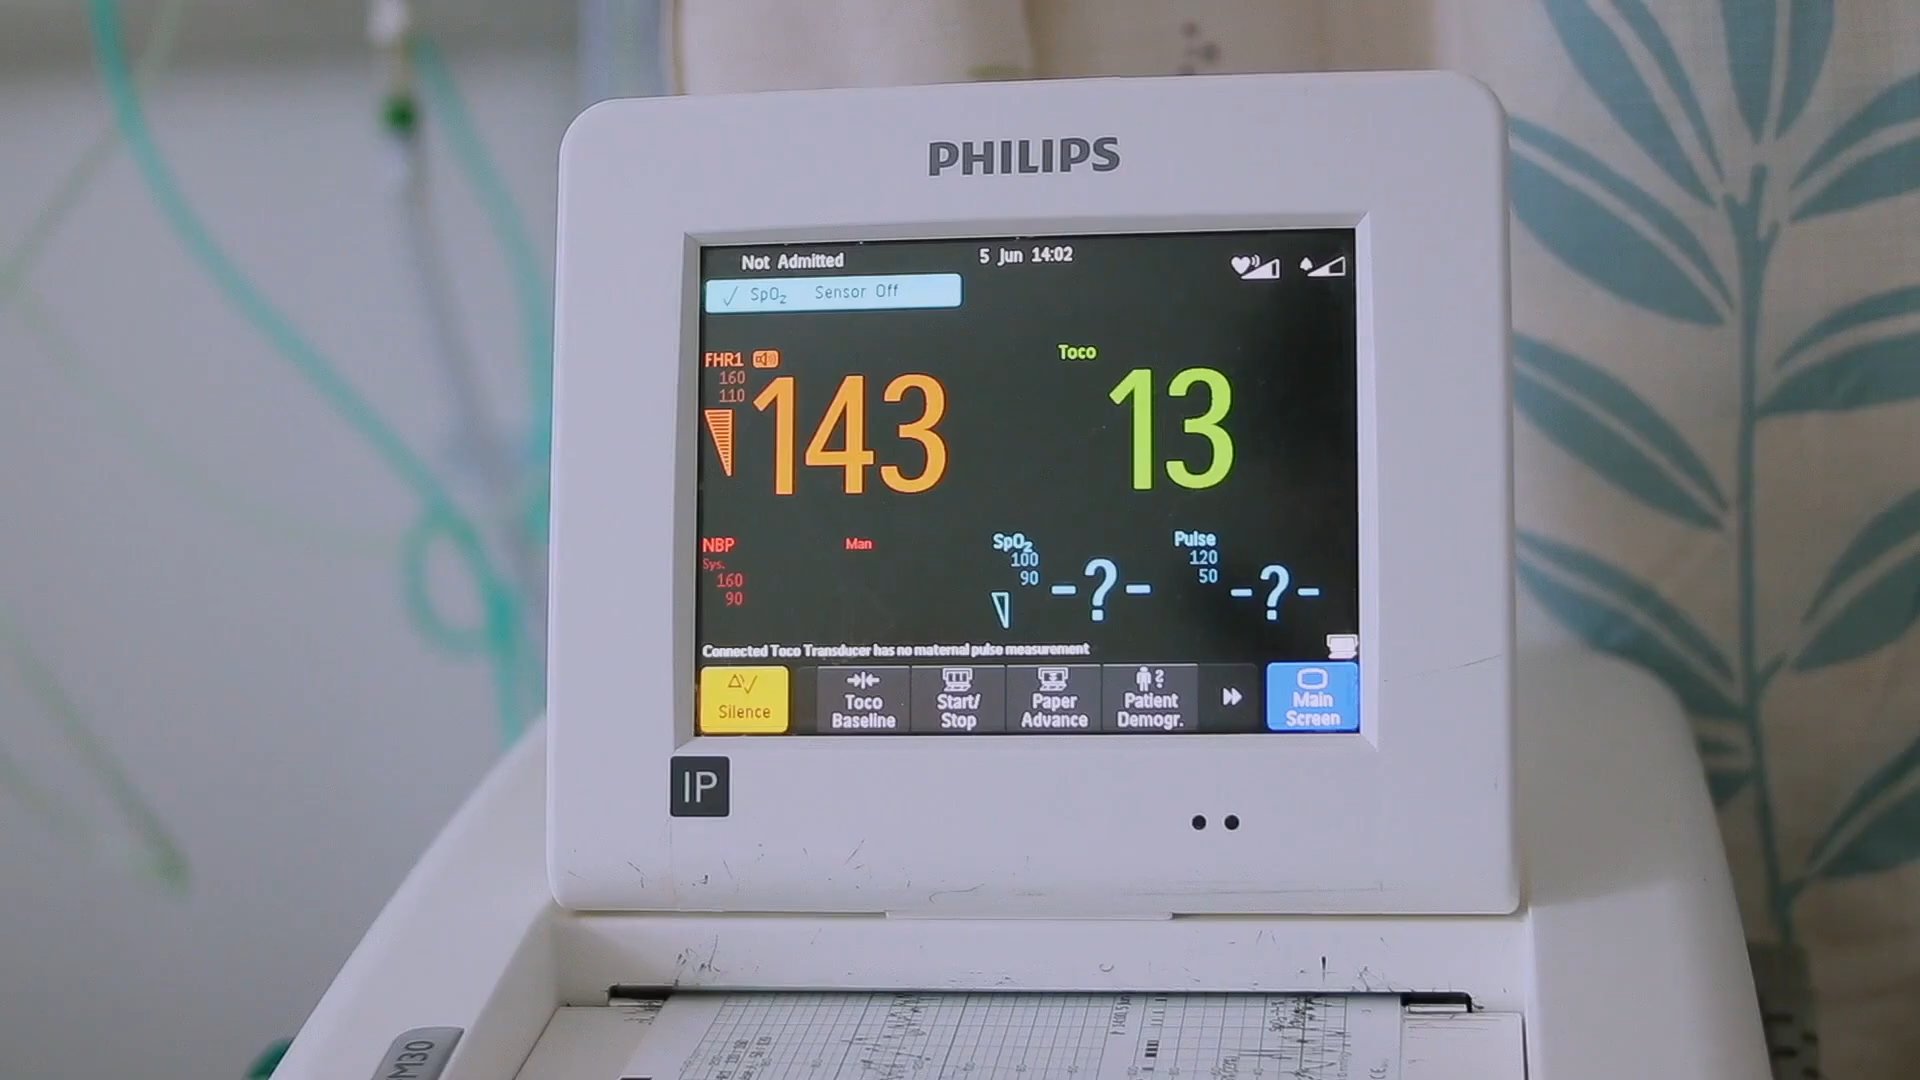 PHILIPS
Not Admitted
5 Jun 14:02
SpO2 Sensor Off
FHR1
160
110
143
Toco
13
NBP
Sys.
160
90
Man
SpO2
100
90
-?-
Pulse
120
50
-?-
Connected Toco Transducer has no maternal pulse measurement
Silence
Toco
Baseline
Start/
Stop
Paper
Advance
Patient
Demogr.
Main
Screen
IP